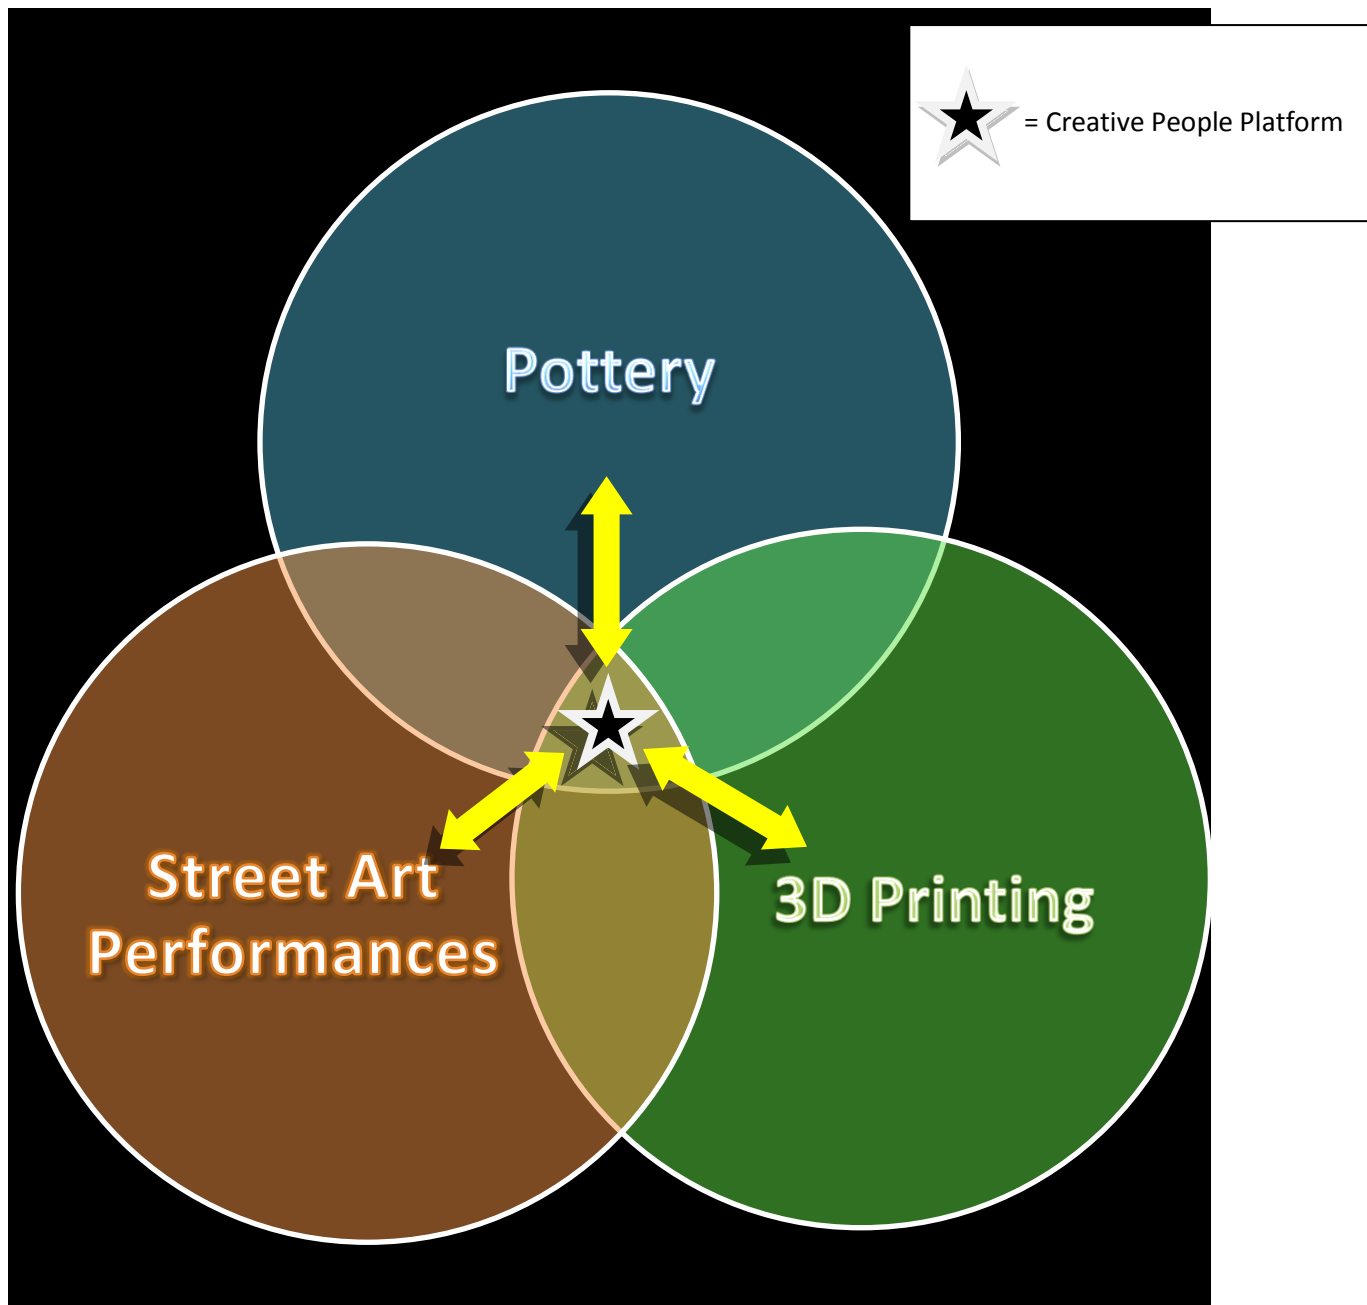 = Creative People Platform
Pottery
Street Art
Performances
3D Printing